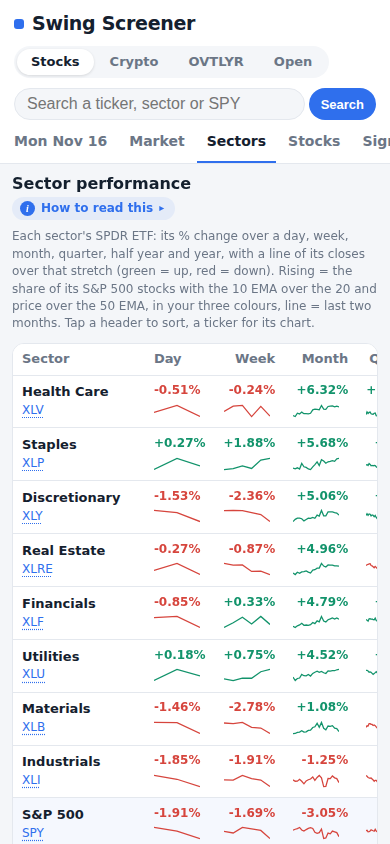 Swing Screener
Stocks Crypto OVTLYR Open
Search a ticker, sector or SPY Search
Mon Nov 16 Market Sectors Stocks
Sector performance
i How to read this ▸
Each sector's SPDR ETF: its % change over a day, week,
month, quarter, half year and year, with a line of its closes
over that stretch (green = up, red = down). Rising = the
share of its S&P 500 stocks with the 10 EMA over the 20 and
price over the 50 EMA, in your three colours, line = last two
months. Tap a header to sort, a ticker for its chart.
Sector Day Week Month
Health Care -0.51% -0.24% +6.32%
XLV
Staples +0.27% +1.88% +5.68%
XLP
Discretionary -1.53% -2.36% +5.06%
XLY
Real Estate -0.27% -0.87% +4.96%
XLRE
Financials -0.85% +0.33% +4.79%
XLF
Utilities +0.18% +0.75% +4.52%
XLU
Materials -1.46% -2.78% +1.08%
XLB
Industrials -1.85% -1.91% -1.25%
XLI
S&P 500 -1.91% -1.69% -3.05%
SPY